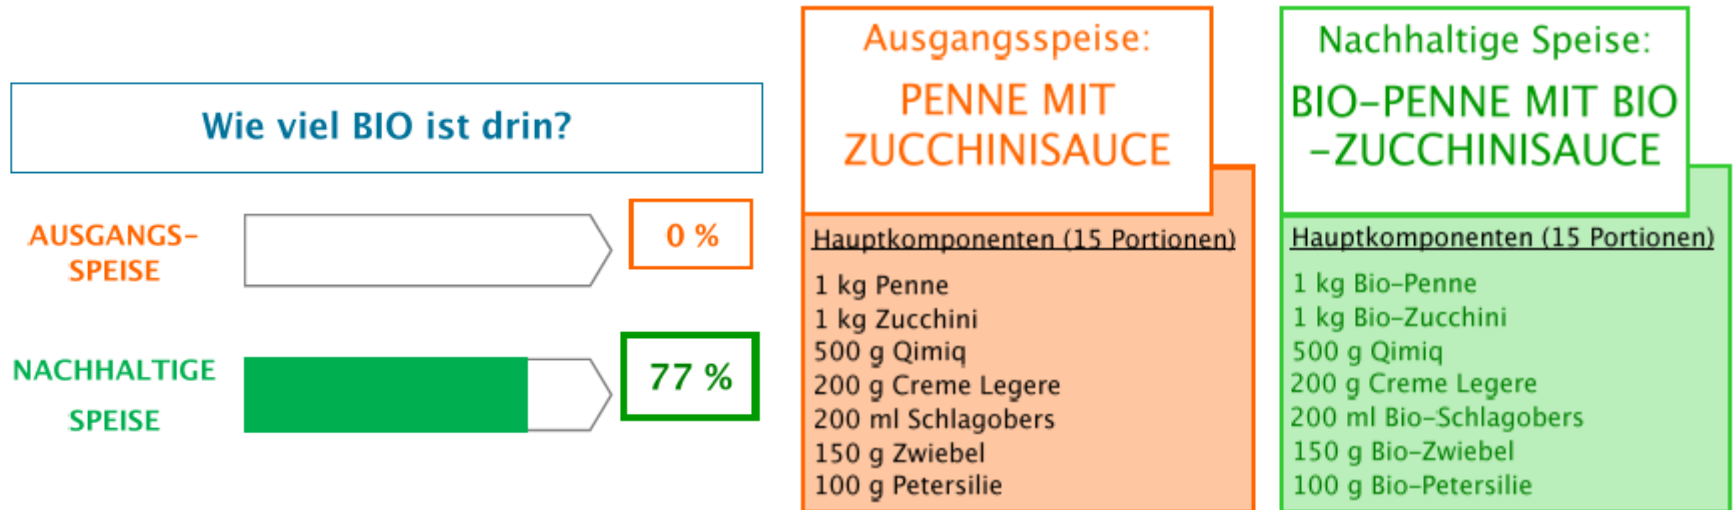 Wie viel BIO ist drin?
AUSGANGS-
SPEISE
0 %
NACHHALTIGE
SPEISE
77 %
Ausgangsspeise:
PENNE MIT
ZUCCHINISAUCE
Hauptkomponenten (15 Portionen)
1 kg Penne
1 kg Zucchini
500 g Qimiq
200 g Creme Legere
200 ml Schlagobers
150 g Zwiebel
100 g Petersilie
Nachhaltige Speise:
BIO-PENNE MIT BIO
-ZUCCHINISAUCE
Hauptkomponenten (15 Portionen)
1 kg Bio-Penne
1 kg Bio-Zucchini
500 g Qimiq
200 g Creme Legere
200 ml Bio-Schlagobers
150 g Bio-Zwiebel
100 g Bio-Petersilie